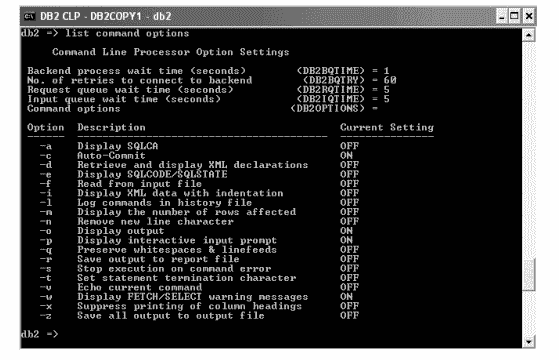 DB2 CLP - DB2COPY1 - db2
db2 => list command options
Command Line Processor Option Settings
Backend process wait time (seconds) (DB2BQTIME) = 1
No. of retries to connect to backend (DB2BQTRY) = 60
Request queue wait time (seconds) (DB2RQTIME) = 5
Input queue wait time (seconds) (DB2IQTIME) = 5
Command options (DB2OPTIONS) =
Option Description Current Setting
-a Display SQLCA OFF
-c Auto-Commit ON
-d Retrieve and display XML declarations OFF
-e Display SQLCODE/SQLSTATE OFF
-f Read from input file OFF
-i Display XML data with indentation OFF
-l Log commands in history file OFF
-m Display the number of rows affected OFF
-n Remove new line character OFF
-o Display output ON
-p Display interactive input prompt ON
-q Preserve whitespaces & linefeeds OFF
-r Save output to report file OFF
-s Stop execution on command error OFF
-t Set statement termination character OFF
-v Echo current command OFF
-w Display FETCH/SELECT warning messages ON
-x Suppress printing of column headings OFF
-z Save all output to output file OFF
db2 =>